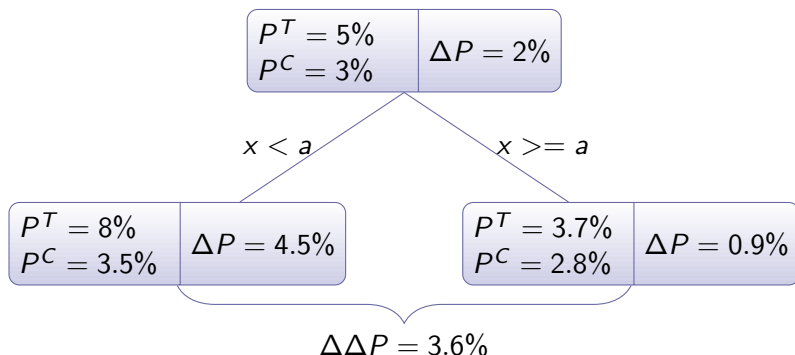 P^T = 5%
P^C = 3%
ΔP = 2%
x < a
x >= a
P^T = 8%
P^C = 3.5%
ΔP = 4.5%
P^T = 3.7%
P^C = 2.8%
ΔP = 0.9%
ΔΔP = 3.6%